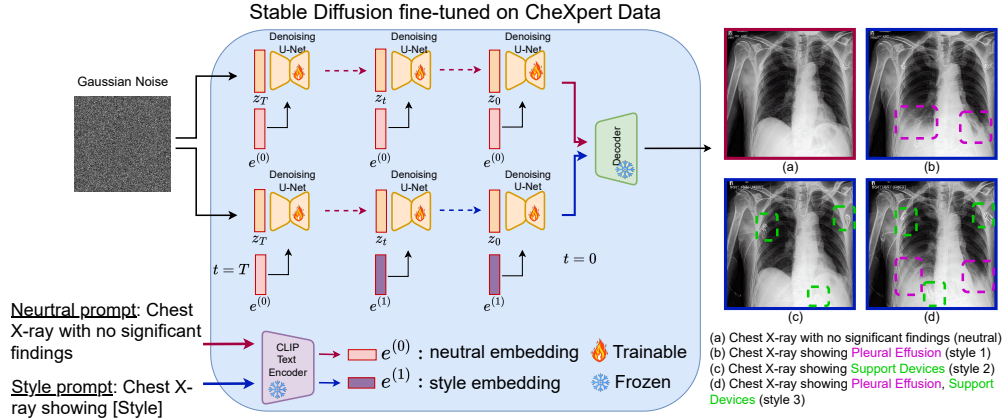 Stable Diffusion fine-tuned on CheXpert Data
Gaussian Noise
Denoising
U-Net
Denoising
U-Net
Denoising
U-Net
z_T
z_t
z_0
e^{(0)}
e^{(0)}
e^{(0)}
Decoder
Denoising
U-Net
Denoising
U-Net
Denoising
U-Net
z_T
z_t
z_0
t = T
t = 0
e^{(0)}
e^{(1)}
e^{(1)}
Neurtral prompt: Chest
X-ray with no significant
findings
Style prompt: Chest X-
ray showing [Style]
CLIP
Text
Encoder
e^{(0)} : neutral embedding
Trainable
e^{(1)} : style embedding
Frozen
(a)
(b)
(c)
(d)
(a) Chest X-ray with no significant findings (neutral)
(b) Chest X-ray showing Pleural Effusion (style 1)
(c) Chest X-ray showing Support Devices (style 2)
(d) Chest X-ray showing Pleural Effusion, Support
Devices (style 3)